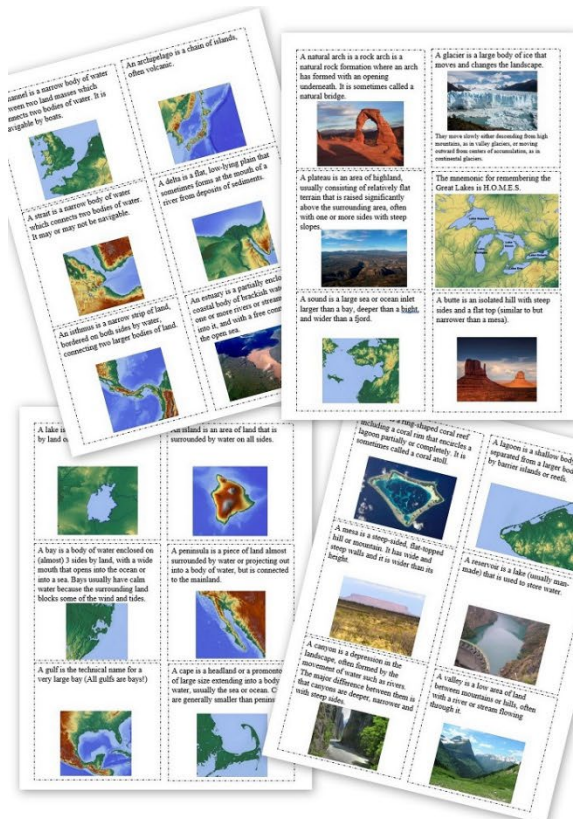 annel is a narrow body of water
ween two land masses which
nnects two bodies of water. It is
avigable by boats.
An archipelago is a chain of islands,
often volcanic.
A strait is a narrow body of water
which connects two bodies of water.
It may or may not be navigable.
A delta is a flat, low-lying plain that
sometimes forms at the mouth of a
river from deposits of sediments.
An isthmus is a narrow strip of land,
bordered on both sides by water,
connecting two larger bodies of land.
An estuary is a partially enclo
coastal body of brackish wate
one or more rivers or stream
into it, and with a free conn
the open sea.
A natural arch is a rock arch is a
natural rock formation where an arch
has formed with an opening
underneath. It is sometimes called a
natural bridge.
A glacier is a large body of ice that
moves and changes the landscape.
They move slowly either descending from high
mountains, as in valley glaciers, or moving
outward from centers of accumulation, as in
continental glaciers.
A plateau is an area of highland,
usually consisting of relatively flat
terrain that is raised significantly
above the surrounding area, often
with one or more sides with steep
slopes.
The mnemonic for remembering the
Great Lakes is H.O.M.E.S.
A sound is a large sea or ocean inlet
larger than a bay, deeper than a bight,
and wider than a fjord.
A butte is an isolated hill with steep
sides and a flat top (similar to but
narrower than a mesa).
A lake is
by land o
An island is an area of land that is
surrounded by water on all sides.
A bay is a body of water enclosed on
(almost) 3 sides by land, with a wide
mouth that opens into the ocean or
into a sea. Bays usually have calm
water because the surrounding land
blocks some of the wind and tides.
A peninsula is a piece of land almost
surrounded by water or projecting out
into a body of water, but is connected
to the mainland.
A gulf is the technical name for a
very large bay (All gulfs are bays!)
A cape is a headland or a promonto
of large size extending into a body
water, usually the sea or ocean. C
are generally smaller than penins
a ring-shaped coral reef
including a coral rim that encircles a
lagoon partially or completely. It is
sometimes called a coral atoll.
A lagoon is a shallow body
separated from a larger bod
by barrier islands or reefs.
A mesa is a steep-sided, flat-topped
hill or mountain. It has wide and
steep walls and it is wider than its
height.
A reservoir is a lake (usually man-
made) that is used to store water.
A canyon is a depression in the
landscape, often formed by the
movement of water such as rivers.
The major difference between them is
that canyons are deeper, narrower and
with steep sides.
A valley is a low area of land
between mountains or hills, often
with a river or stream flowing
through it.